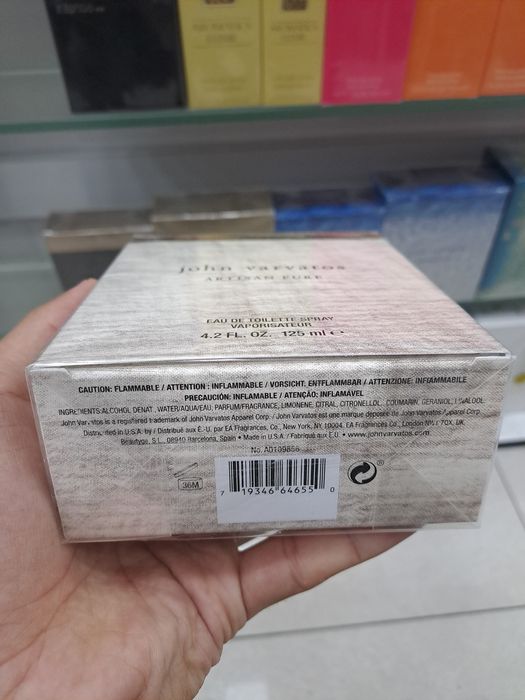 john varvatos
ARTISAN PURE
EAU DE TOILETTE SPRAY
VAPORISATEUR
4.2 FL. OZ. 125 ml e
CAUTION: FLAMMABLE / ATTENTION : INFLAMMABLE / VORSICHT, ENTFLAMMBAR / ATTENZIONE: INFIAMMABILE
PRECAUCIÓN: INFLAMABLE / ATENÇÃO: INFLAMÁVEL
INGREDIENTS: ALCOHOL DENAT., WATER/AQUA/EAU, PARFUM/FRAGRANCE, LIMONENE, CITRAL, CITRONELLOL, COUMARIN, GERANIOL, LINALOOL.
John Varvatos is a registered trademark of John Varvatos Apparel Corp. / John Varvatos est une marque déposée de John Varvatos Apparel Corp.
Distributed in U.S.A. by / Distribué aux É.-U. par EA Fragrances, Co., New York, NY, 10004. EA Fragrances Co., London NW1 7QX, UK.
Beautyge, S.L., 08940 Barcelona, Spain • Made in U.S.A. / Fabriqué aux É.-U. • www.johnvarvatos.com
No. A0109856
36M
7 19346 64655 0